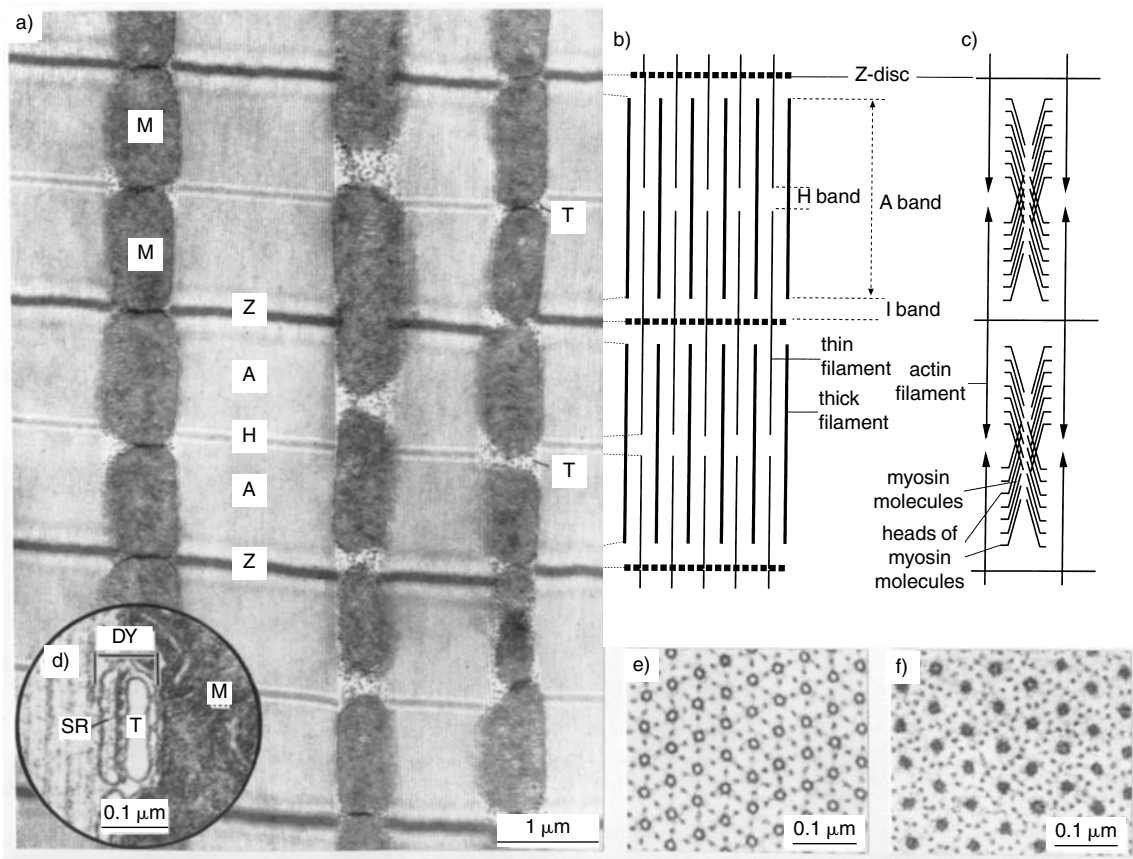 a)
M
M
Z
A
H
A
Z
T
T
1 μm
b)
Z-disc
H band
A band
I band
thin
filament
thick
filament
c)
actin
filament
myosin
molecules
heads of
myosin
molecules
d)
DY
M
SR
T
0.1 μm
e)
0.1 μm
f)
0.1 μm